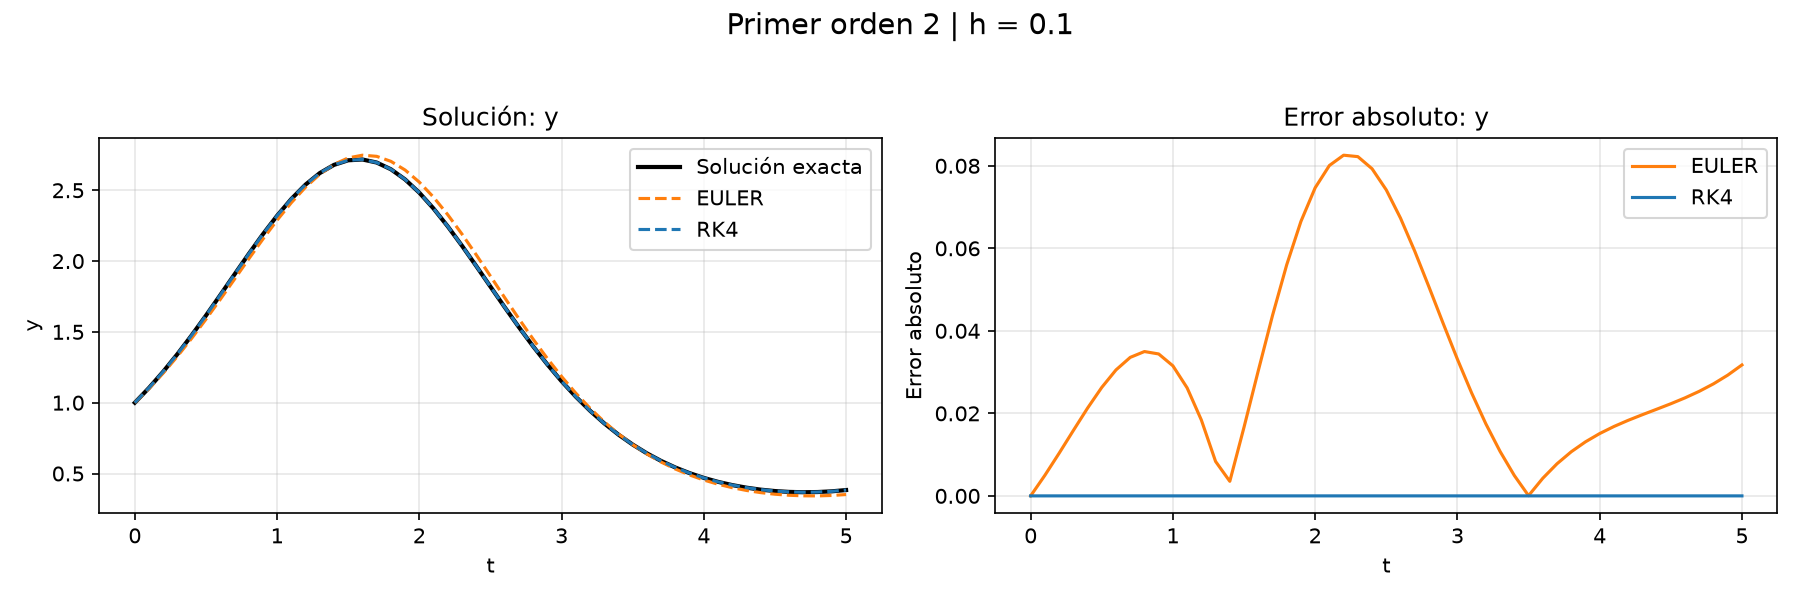 Primer orden 2 | h = 0.1
Solución: y
2.5
2.0
1.5
1.0
0.5
y
0 1 2 3 4 5
t
Solución exacta
EULER
RK4
Error absoluto: y
0.08
0.06
0.04
0.02
0.00
Error absoluto
0 1 2 3 4 5
t
EULER
RK4